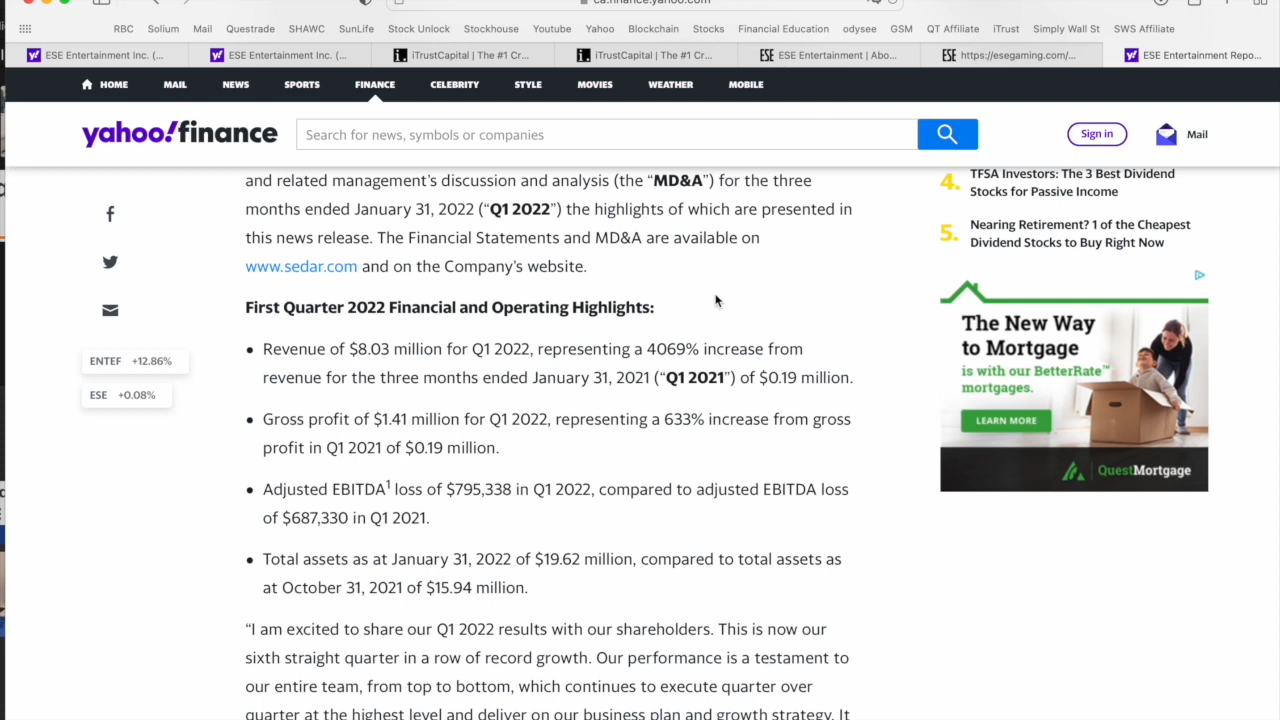 ca.finance.yahoo.com
RBC Solium Mail Questrade SHAWC SunLife Stock Unlock Stockhouse Youtube Yahoo Blockchain Stocks Financial Education odysee GSM QT Affiliate iTrust Simply Wall St SWS Affiliate
ESE Entertainment Inc. (... ESE Entertainment Inc. (... iTrustCapital | The #1 Cr... iTrustCapital | The #1 Cr... ESE Entertainment | Abo... https://esegaming.com/... ESE Entertainment Repo...
HOME MAIL NEWS SPORTS FINANCE CELEBRITY STYLE MOVIES WEATHER MOBILE
yahoo!finance Search for news, symbols or companies Sign in Mail
and related management's discussion and analysis (the “MD&A”) for the three
months ended January 31, 2022 (“Q1 2022”) the highlights of which are presented in
this news release. The Financial Statements and MD&A are available on
www.sedar.com and on the Company's website.
First Quarter 2022 Financial and Operating Highlights:
• Revenue of $8.03 million for Q1 2022, representing a 4069% increase from
revenue for the three months ended January 31, 2021 (“Q1 2021”) of $0.19 million.
• Gross profit of $1.41 million for Q1 2022, representing a 633% increase from gross
profit in Q1 2021 of $0.19 million.
• Adjusted EBITDA¹ loss of $795,338 in Q1 2022, compared to adjusted EBITDA loss
of $687,330 in Q1 2021.
• Total assets as at January 31, 2022 of $19.62 million, compared to total assets as
at October 31, 2021 of $15.94 million.
“I am excited to share our Q1 2022 results with our shareholders. This is now our
sixth straight quarter in a row of record growth. Our performance is a testament to
our entire team, from top to bottom, which continues to execute quarter over
quarter at the highest level and deliver on our business plan and growth strategy. It
ENTEF +12.86%
ESE +0.08%
4. TFSA Investors: The 3 Best Dividend
Stocks for Passive Income
5. Nearing Retirement? 1 of the Cheapest
Dividend Stocks to Buy Right Now
The New Way
to Mortgage
is with our BetterRate™
mortgages.
LEARN MORE
QuestMortgage